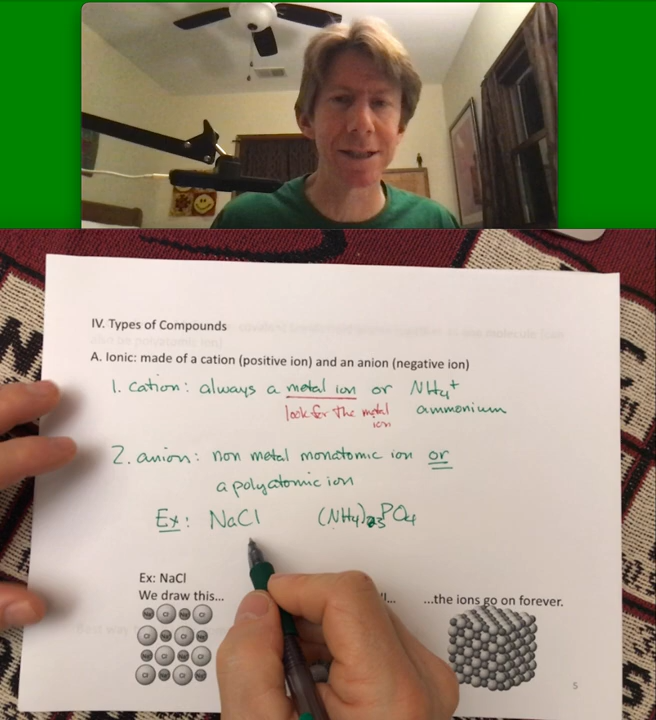 IV. Types of Compounds
A. Ionic: made of a cation (positive ion) and an anion (negative ion)
1. cation: always a metal ion or NH4+
look for the metal ion
ammonium
2. anion: non metal monatomic ion or
a polyatomic ion
Ex: NaCl (NH4)3PO4
Ex: NaCl
We draw this...
...the ions go on forever.
5